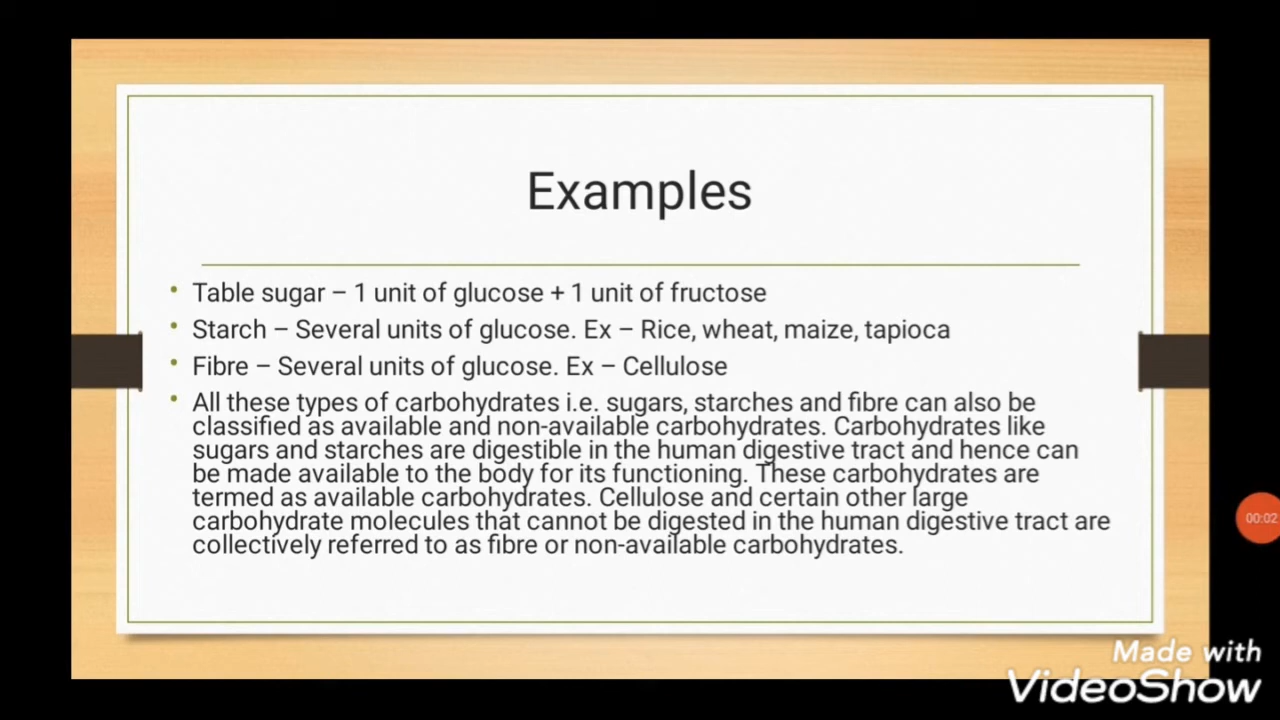 Examples
• Table sugar – 1 unit of glucose + 1 unit of fructose
• Starch – Several units of glucose. Ex – Rice, wheat, maize, tapioca
• Fibre – Several units of glucose. Ex – Cellulose
• All these types of carbohydrates i.e. sugars, starches and fibre can also be
classified as available and non-available carbohydrates. Carbohydrates like
sugars and starches are digestible in the human digestive tract and hence can
be made available to the body for its functioning. These carbohydrates are
termed as available carbohydrates. Cellulose and certain other large
carbohydrate molecules that cannot be digested in the human digestive tract are
collectively referred to as fibre or non-available carbohydrates.
00:02
Made with
VideoShow